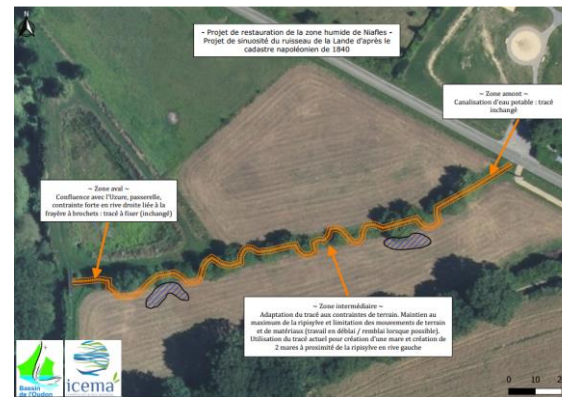 N
- Projet de restauration de la zone humide de Niafles -
Projet de sinuosité du ruisseau de la Lande d'après le
cadastre napoléonien de 1840
~ Zone amont ~
Canalisation d'eau potable : tracé
inchangé
~ Zone aval ~
Confluence avec l'Uzure, passerelle,
contrainte forte en rive droite liée à la
frayère à brochets : tracé à fixer (inchangé)
~ Zone intermédiaire ~
Adaptation du tracé aux contraintes de terrain. Maintien au
maximum de la ripisylve et limitation des mouvements de terrain
et de matériaux (travail en déblai / remblai lorsque possible).
Utilisation du tracé actuel pour création d'une mare et création de
2 mares à proximité de la ripisylve en rive gauche
Bassin
de l'Oudon
icema
0 10